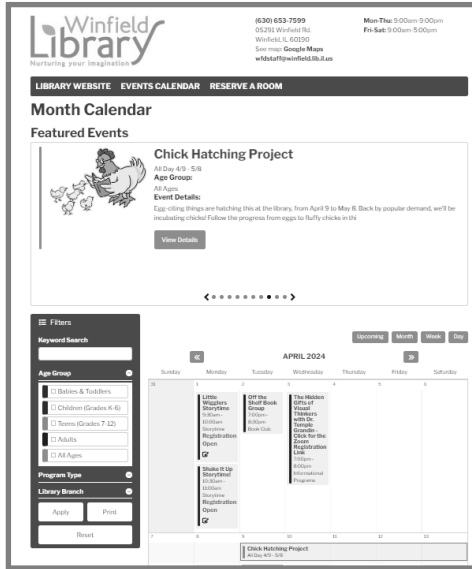 Winfield
Library
Nurturing your imagination
(630) 653-7599
0S291 Winfield Rd.
Winfield, IL 60190
See map: Google Maps
wfdstaff@winfield.lib.il.us
Mon-Thu: 9:00am-9:00pm
Fri-Sat: 9:00am-5:00pm
LIBRARY WEBSITE EVENTS CALENDAR RESERVE A ROOM
Month Calendar
Featured Events
Chick Hatching Project
All Day 4/9 - 5/8
Age Group:
All Ages
Event Details:
Egg-citing things are hatching this at the library, from April 9 to May 8. Back by popular demand, we'll be
incubating chicks! Follow the progress from eggs to fluffy chicks in thi
View Details
Filters
Keyword Search
Age Group
Babies & Toddlers
Children (Grades K-6)
Teens (Grades 7-12)
Adults
All Ages
Program Type
Library Branch
Apply Print
Reset
Upcoming Month Week Day
« APRIL 2024 »
Sunday Monday Tuesday Wednesday Thursday Friday Saturday
31 1 2 3 4 5 6
Little
Wigglers
Storytime
9:30am-
10:00am
Storytime
Registration
Open
Shake It Up
Storytime!
10:30am-
11:00am
Storytime
Registration
Open
Off the
Shelf Book
Group
7:00pm-
8:30pm
Book Club
The Hidden
Gifts of
Visual
Thinkers
with Dr.
Temple
Grandin -
Click for the
Zoom
Registration
Link
7:00pm-
8:00pm
Informational
Programs
7 8 9 10 11 12 13
Chick Hatching Project
All Day 4/9 - 5/8